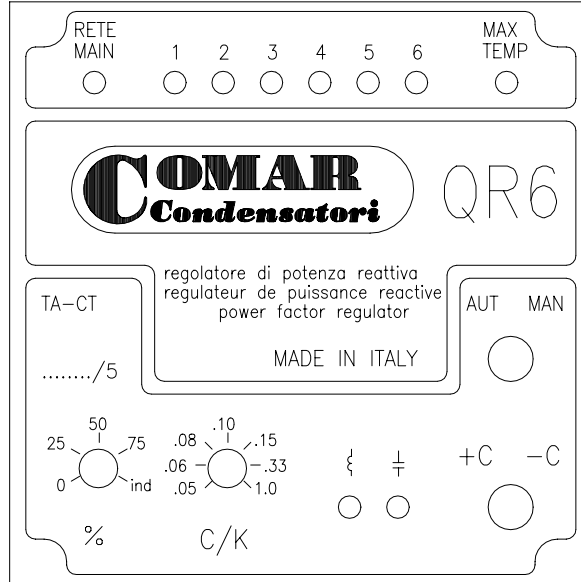 RETE
MAIN
1 2 3 4 5 6
MAX
TEMP
COMAR
Condensatori
QR6
regolatore di potenza reattiva
regulateur de puissance reactive
power factor regulator
MADE IN ITALY
TA-CT
......../5
AUT MAN
0 25 50 75 ind
%
.05 .06 .08 .10 .15 .33 1.0
C/K
+C -C